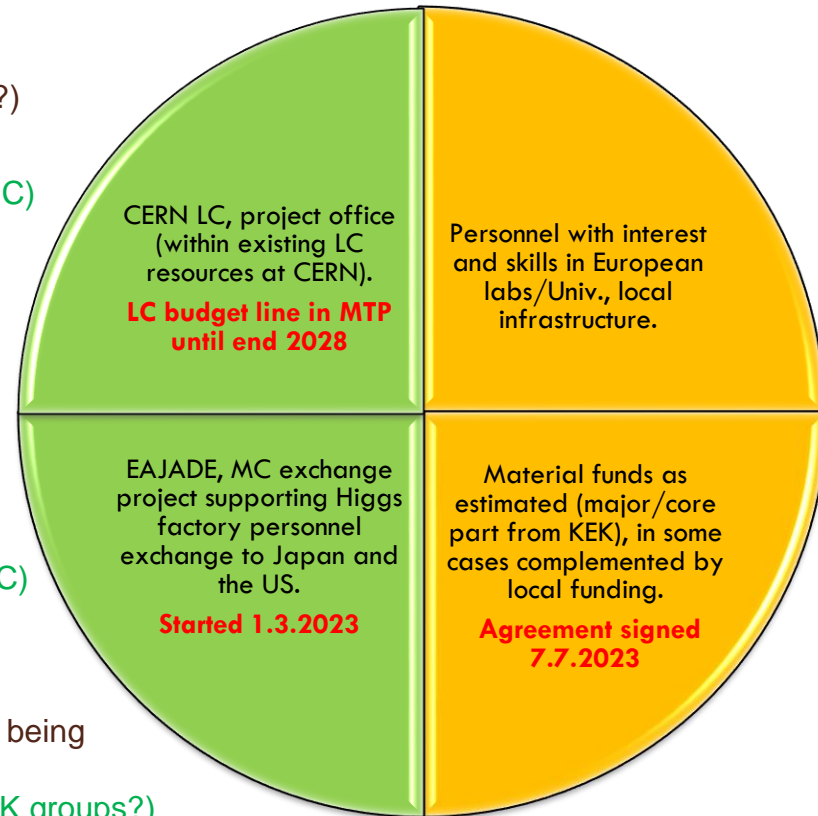 ?)
C)
CERN LC, project office
(within existing LC
resources at CERN).
LC budget line in MTP
until end 2028
Personnel with interest
and skills in European
labs/Univ., local
infrastructure.
EAJADE, MC exchange
project supporting Higgs
factory personnel
exchange to Japan and
the US.
Started 1.3.2023
Material funds as
estimated (major/core
part from KEK), in some
cases complemented by
local funding.
Agreement signed
7.7.2023
C)
being
K groups?)